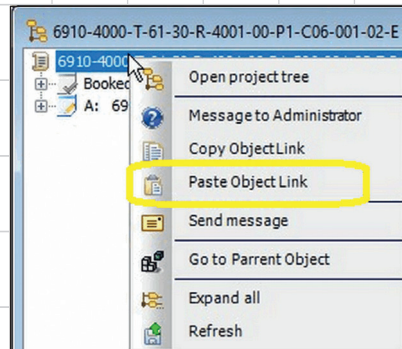 6910-4000-T-61-30-R-4001-00-P1-C06-001-02-E
6910-4000
Open project tree
Booked
A: 69
Message to Administrator
Copy ObjectLink
Paste Object Link
Send message
Go to Parrent Object
Expand all
Refresh